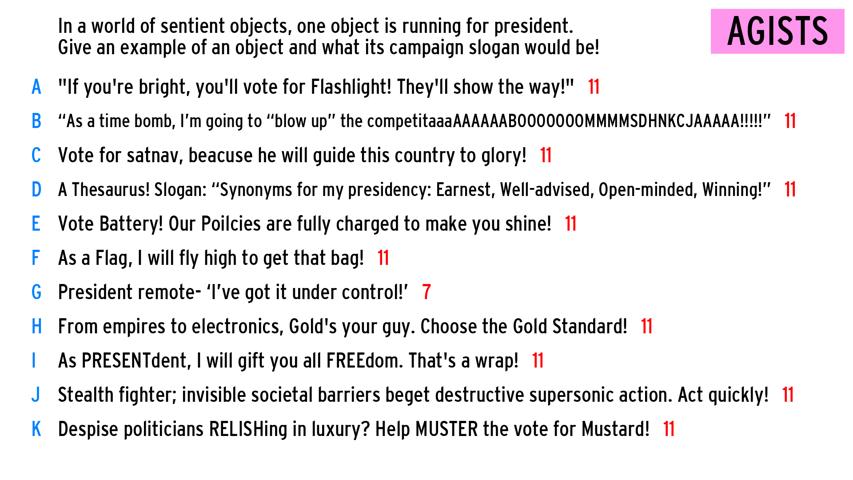 In a world of sentient objects, one object is running for president.
Give an example of an object and what its campaign slogan would be!
AGISTS
A "If you're bright, you'll vote for Flashlight! They'll show the way!" 11
B “As a time bomb, I’m going to “blow up” the competitaaaAAAAAABOOOOOOOMMMMSDHNKCJAAAAA!!!!!” 11
C Vote for satnav, beacuse he will guide this country to glory! 11
D A Thesaurus! Slogan: “Synonyms for my presidency: Earnest, Well-advised, Open-minded, Winning!” 11
E Vote Battery! Our Poilcies are fully charged to make you shine! 11
F As a Flag, I will fly high to get that bag! 11
G President remote- ‘I’ve got it under control!’ 7
H From empires to electronics, Gold's your guy. Choose the Gold Standard! 11
I As PRESENTdent, I will gift you all FREEdom. That's a wrap! 11
J Stealth fighter; invisible societal barriers beget destructive supersonic action. Act quickly! 11
K Despise politicians RELISHing in luxury? Help MUSTER the vote for Mustard! 11